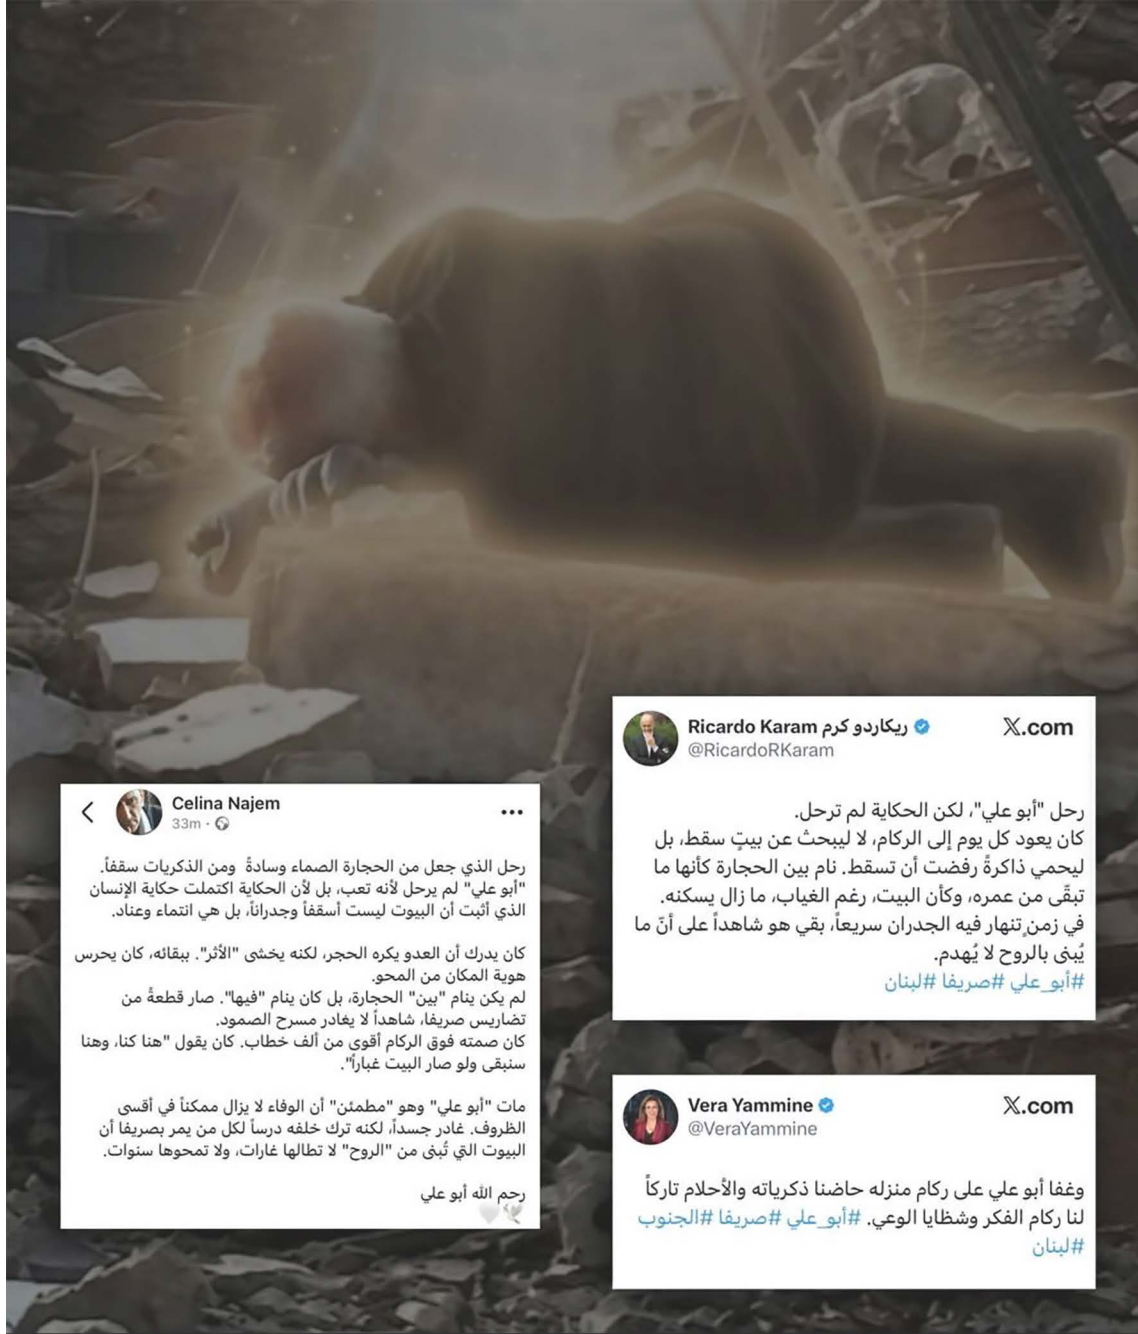 Ricardo Karam ريكاردو كرم
X.com
@RicardoRKaram
رحل "أبو علي"، لكن الحكاية لم ترحل.
كان يعود كل يوم إلى الركام، لا ليبحث عن بيتٍ سقط، بل
ليحمي ذاكرةً رفضت أن تسقط. نام بين الحجارة كأنها ما
تبقّى من عمره، وكأن البيت، رغم الغياب، ما زال يسكنه.
في زمنٍ تنهار فيه الجدران سريعاً، بقي هو شاهداً على أنّ ما
يُبنى بالروح لا يُهدم.
#أبو_علي #صريفا #لبنان
Celina Najem
33m
رحل الذي جعل من الحجارة الصماء وسادةً ومن الذكريات سقفاً.
"أبو علي" لم يرحل لأنه تعب، بل لأن الحكاية اكتملت حكاية الإنسان
الذي أثبت أن البيوت ليست أسقفاً وجدراناً، بل هي انتماء وعناد.
كان يدرك أن العدو يكره الحجر، لكنه يخشى "الأثر". ببقائه، كان يحرس
هوية المكان من المحو.
لم يكن ينام "بين" الحجارة، بل كان ينام "فيها". صار قطعةً من
تضاريس صريفا، شاهداً لا يغادر مسرح الصمود.
كان صمته فوق الركام أقوى من ألف خطاب. كان يقول "هنا كنا، وهنا
سنبقى ولو صار البيت غباراً".
مات "أبو علي" وهو "مطمئن" أن الوفاء لا يزال ممكناً في أقسى
الظروف. غادر جسداً، لكنه ترك خلفه درساً لكل من يمر بصريفا أن
البيوت التي تُبنى من "الروح" لا تطالها غارات، ولا تمحوها سنوات.
رحم الله أبو علي
Vera Yammine
X.com
@VeraYammine
وغفا أبو علي على ركام منزله حاضنا ذكرياته والأحلام تاركاً
لنا ركام الفكر وشظايا الوعي. #أبو_علي #صريفا #الجنوب
#لبنان